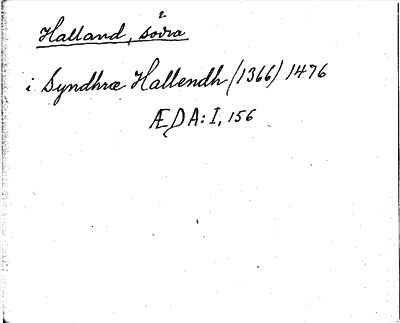 Halland, södra
i Syndhræ Hallendh (1366) 1476
ÆDA: I, 156